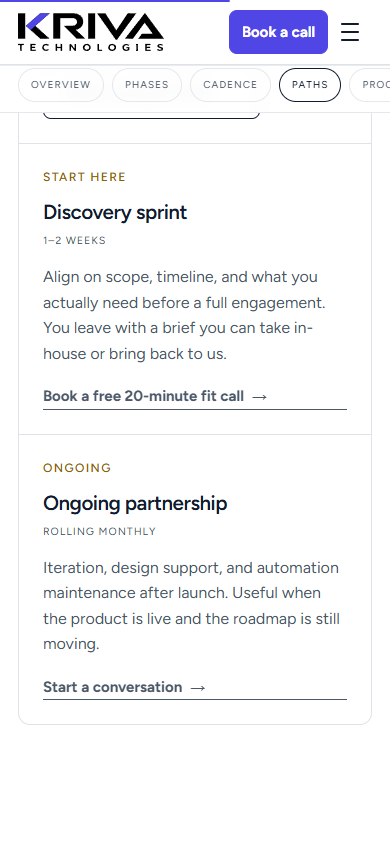 KRIVA
TECHNOLOGIES
Book a call
OVERVIEW
PHASES
CADENCE
PATHS
PROC
START HERE
Discovery sprint
1–2 WEEKS
Align on scope, timeline, and what you
actually need before a full engagement.
You leave with a brief you can take in-
house or bring back to us.
Book a free 20-minute fit call →
ONGOING
Ongoing partnership
ROLLING MONTHLY
Iteration, design support, and automation
maintenance after launch. Useful when
the product is live and the roadmap is still
moving.
Start a conversation →